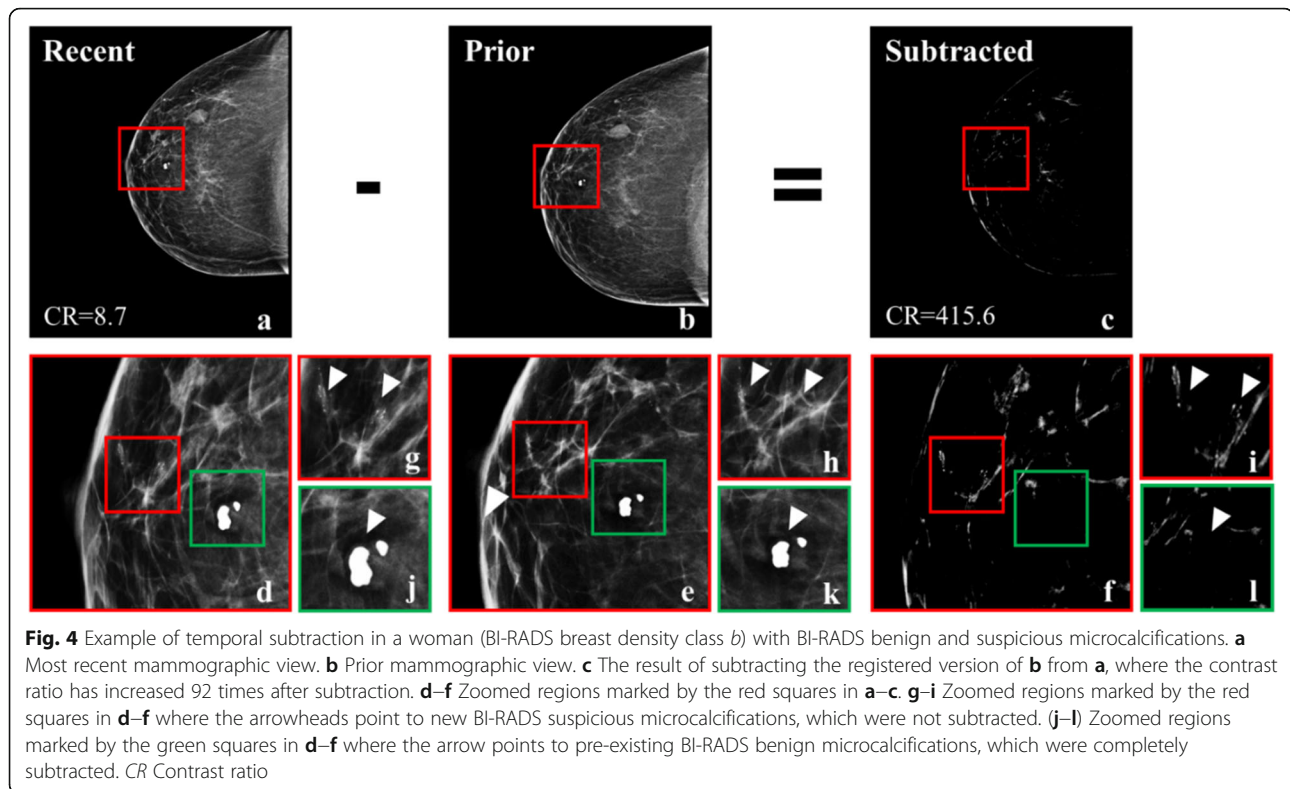 Recent
Prior
Subtracted
CR=8.7
a
b
CR=415.6
c
g
h
i
d
j
e
k
f
l
Fig. 4 Example of temporal subtraction in a woman (BI-RADS breast density class b) with BI-RADS benign and suspicious microcalcifications. a
Most recent mammographic view. b Prior mammographic view. c The result of subtracting the registered version of b from a, where the contrast
ratio has increased 92 times after subtraction. d–f Zoomed regions marked by the red squares in a–c. g–i Zoomed regions marked by the red
squares in d–f where the arrowheads point to new BI-RADS suspicious microcalcifications, which were not subtracted. (j–l) Zoomed regions
marked by the green squares in d–f where the arrow points to pre-existing BI-RADS benign microcalcifications, which were completely
subtracted. CR Contrast ratio